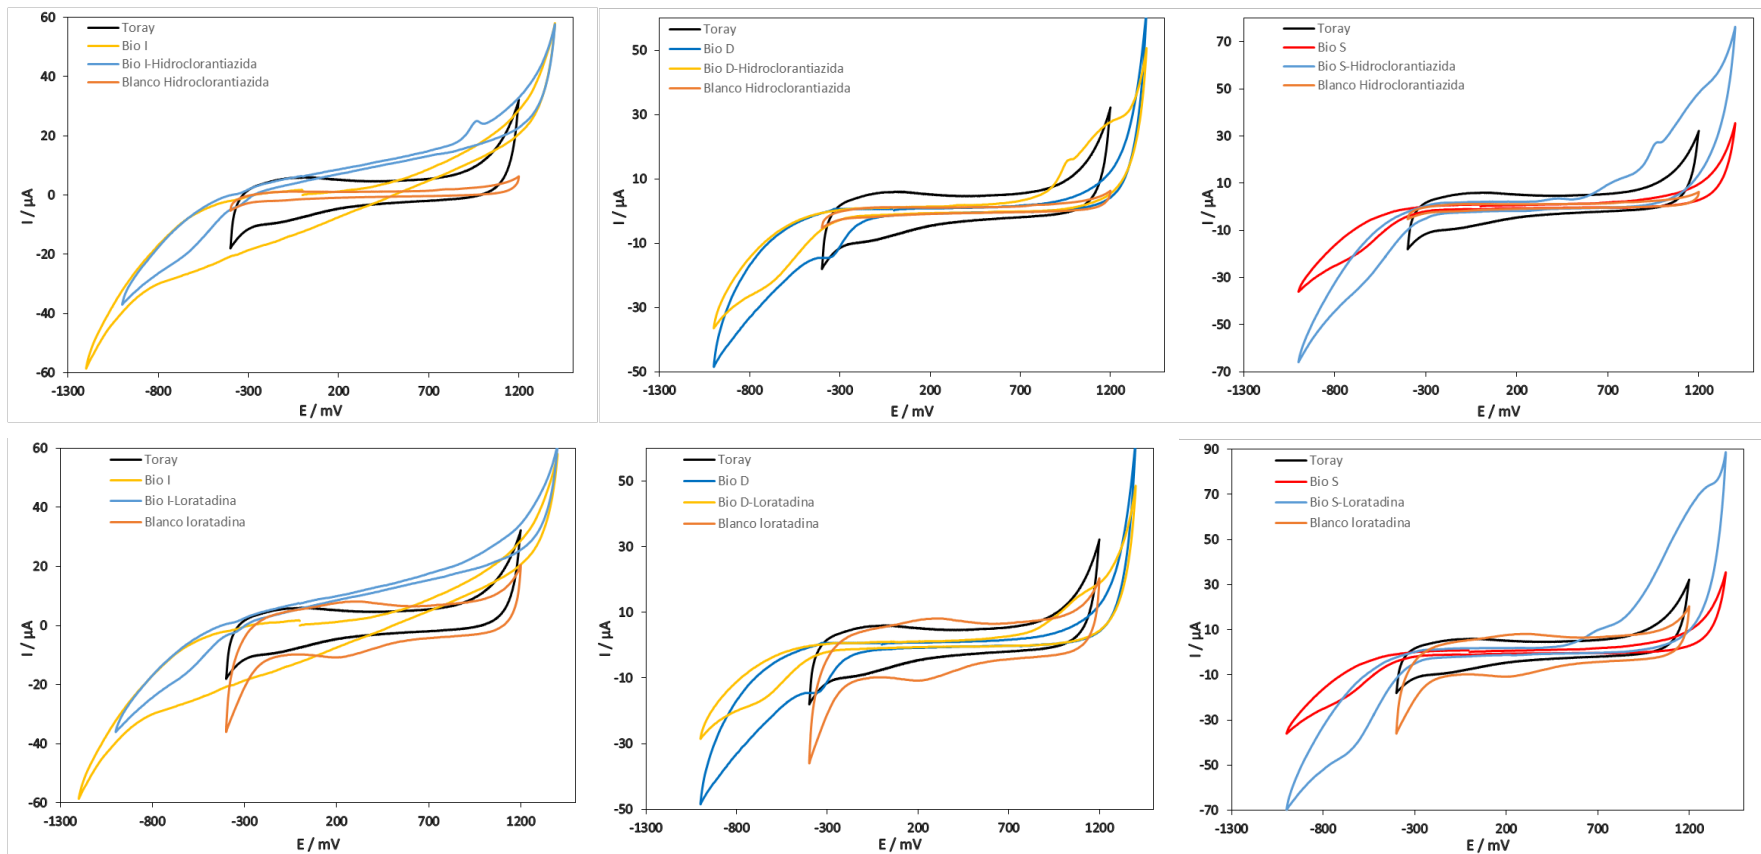 60
40
20
0
-20
-40
-60
-1300
-800
-300
200
700
1200
I / µA
E / mV
Toray
Bio I
Bio I-Hidroclorantiazida
Blanco Hidroclorantiazida
50
30
10
-10
-30
-50
-1300
-800
-300
200
700
1200
I / µA
E / mV
Toray
Bio D
Bio D-Hidroclorantiazida
Blanco Hidroclorantiazida
70
50
30
10
-10
-30
-50
-70
-1300
-800
-300
200
700
1200
I / µA
E / mV
Toray
Bio S
Bio S-Hidroclorantiazida
Blanco Hidroclorantiazida
60
40
20
0
-20
-40
-60
-1300
-800
-300
200
700
1200
I / µA
E / mV
Toray
Bio I
Bio I-Loratadina
Blanco loratadina
50
30
10
-10
-30
-50
-1300
-800
-300
200
700
1200
I / µA
E / mV
Toray
Bio D
Bio D-Loratadina
Blanco loratadina
90
70
50
30
10
-10
-30
-50
-70
-1300
-800
-300
200
700
1200
I / µA
E / mV
Toray
Bio S
Bio S-Loratadina
Blanco loratadina